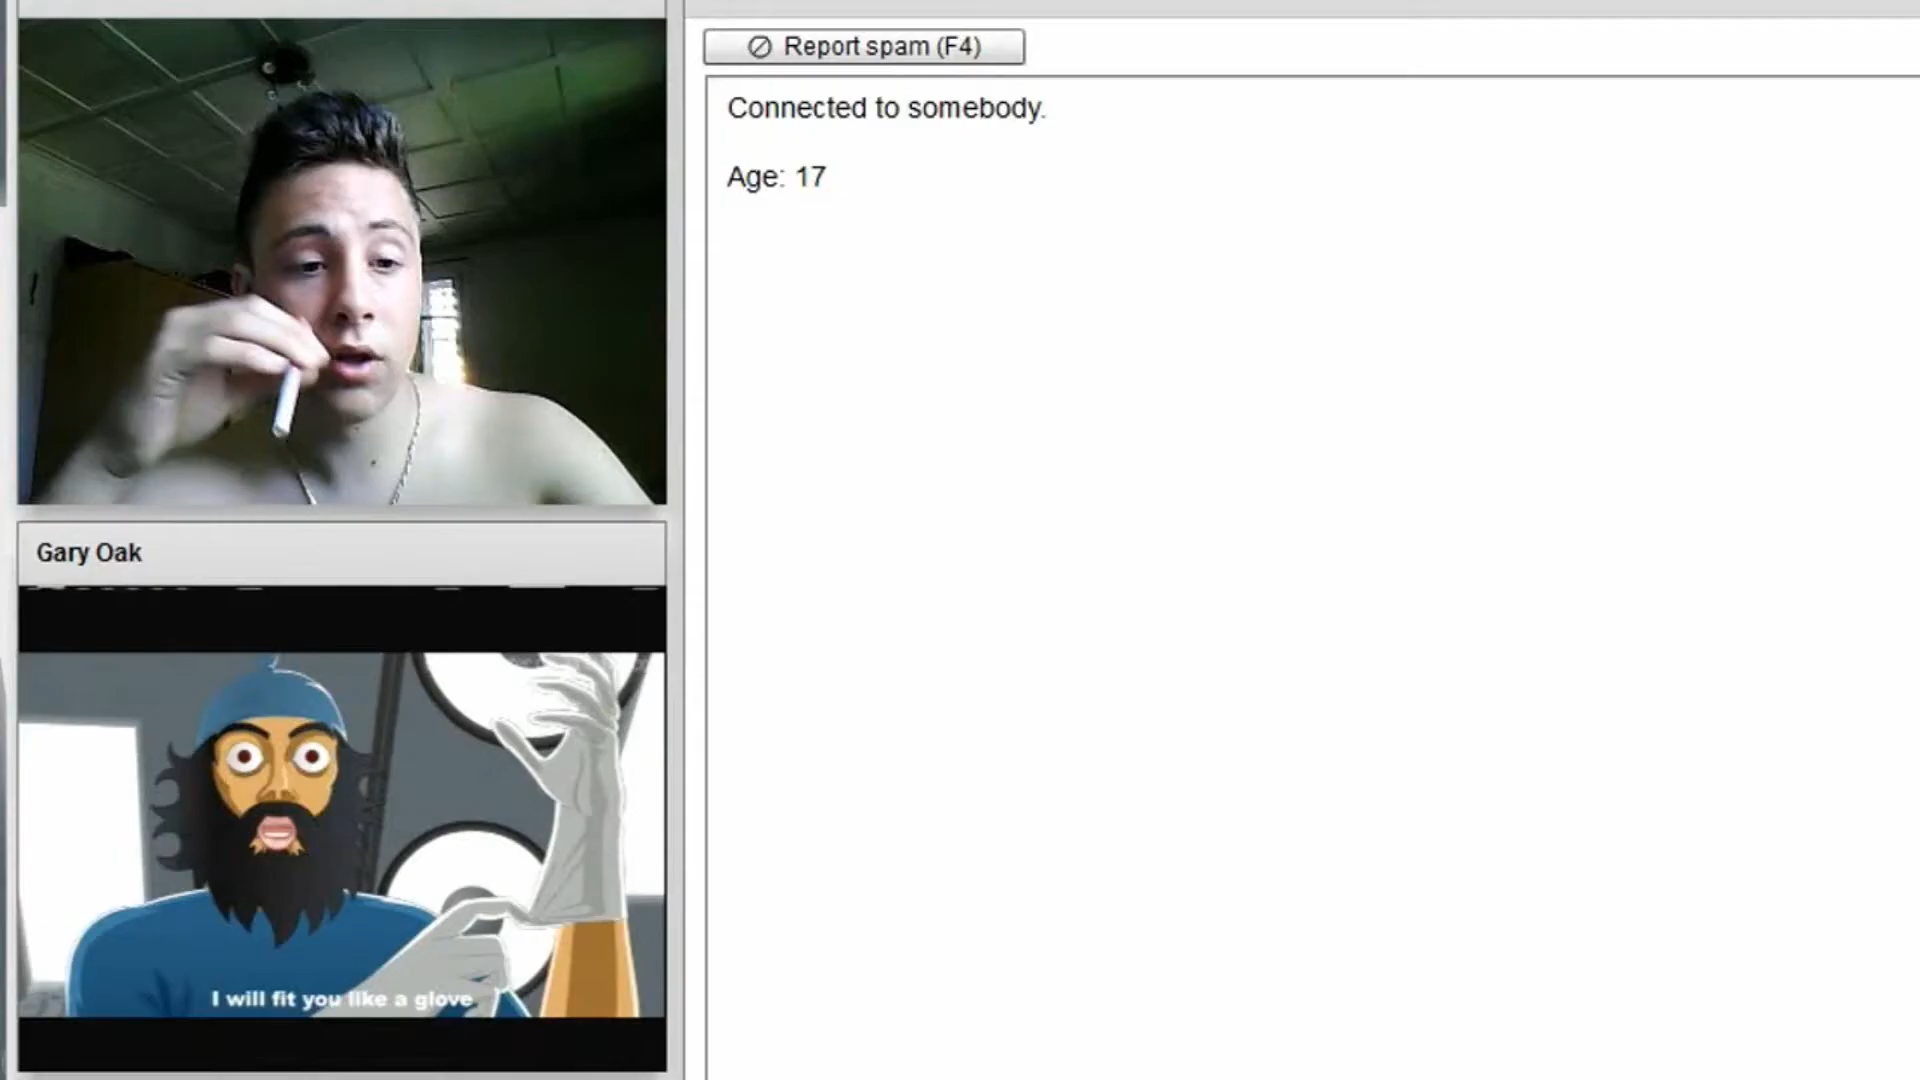 Report spam (F4)
Connected to somebody.
Age: 17
Gary Oak
I will fit you like a glove